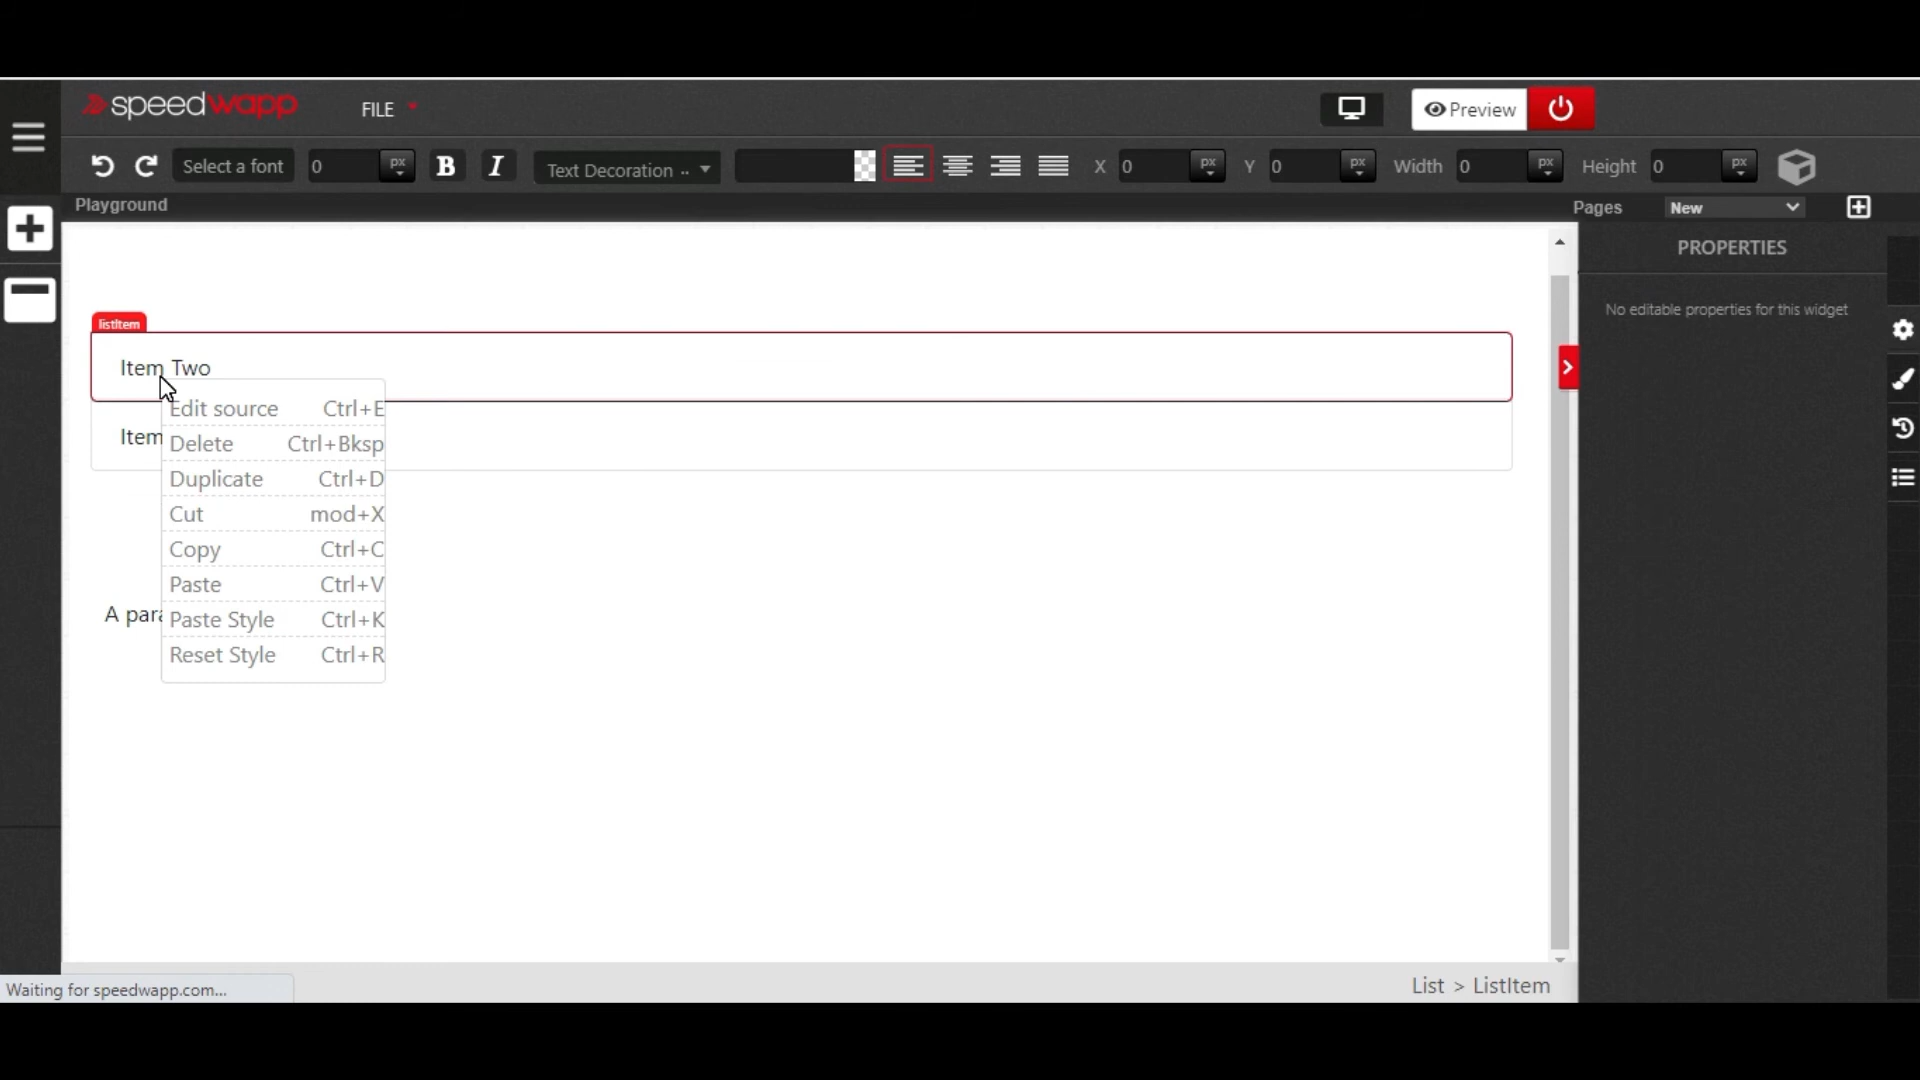 speedwapp
FILE
Preview
Select a font
0
px
B
I
Text Decoration ..
X
0
px
Y
0
px
Width
0
px
Height
0
px
Playground
Pages
New
PROPERTIES
No editable properties for this widget
listItem
Item Two
Item
Edit source Ctrl+E
Delete Ctrl+Bksp
Duplicate Ctrl+D
Cut mod+X
Copy Ctrl+C
Paste Ctrl+V
A para
Paste Style Ctrl+K
Reset Style Ctrl+R
Waiting for speedwapp.com...
List > ListItem